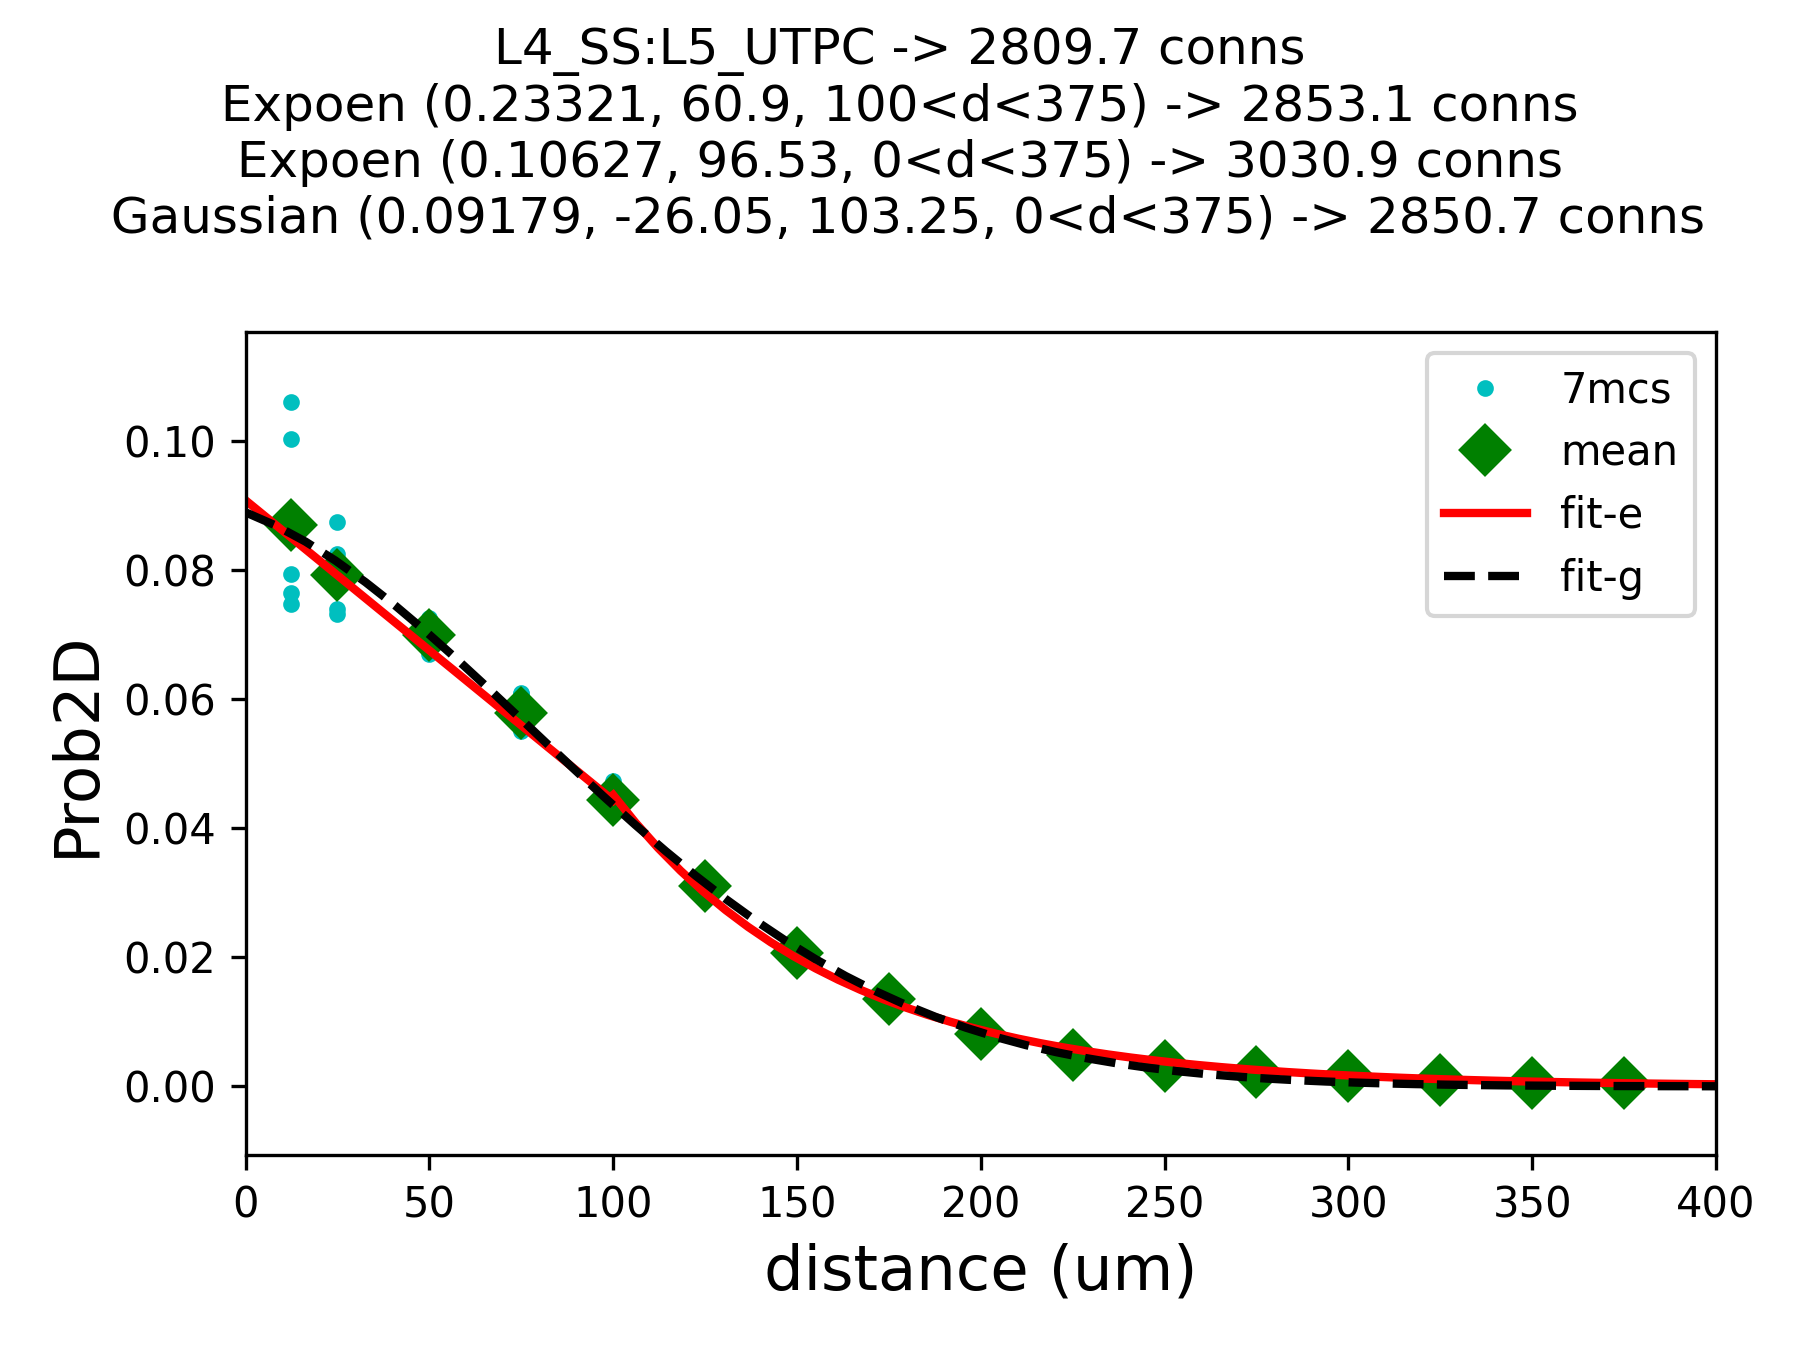 L4_SS:L5_UTPC -> 2809.7 conns
Expoen (0.23321, 60.9, 100<d<375) -> 2853.1 conns
Expoen (0.10627, 96.53, 0<d<375) -> 3030.9 conns
Gaussian (0.09179, -26.05, 103.25, 0<d<375) -> 2850.7 conns
7mcs
mean
fit-e
fit-g
Prob2D
0.10
0.08
0.06
0.04
0.02
0.00
0 50 100 150 200 250 300 350 400
distance (um)